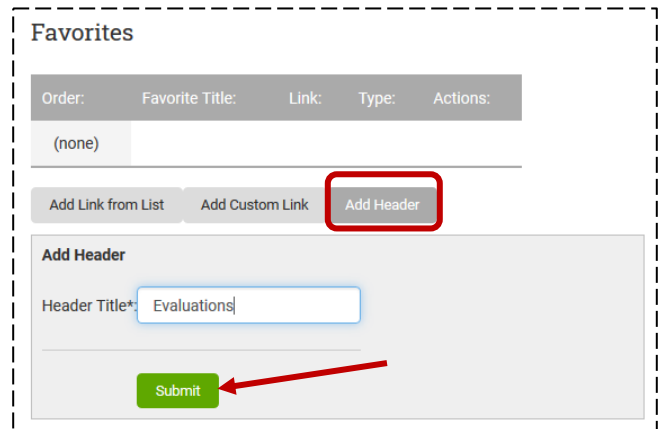 Favorites
Order: Favorite Title: Link: Type: Actions:
(none)
Add Link from List Add Custom Link Add Header
Add Header
Header Title*: Evaluations
Submit